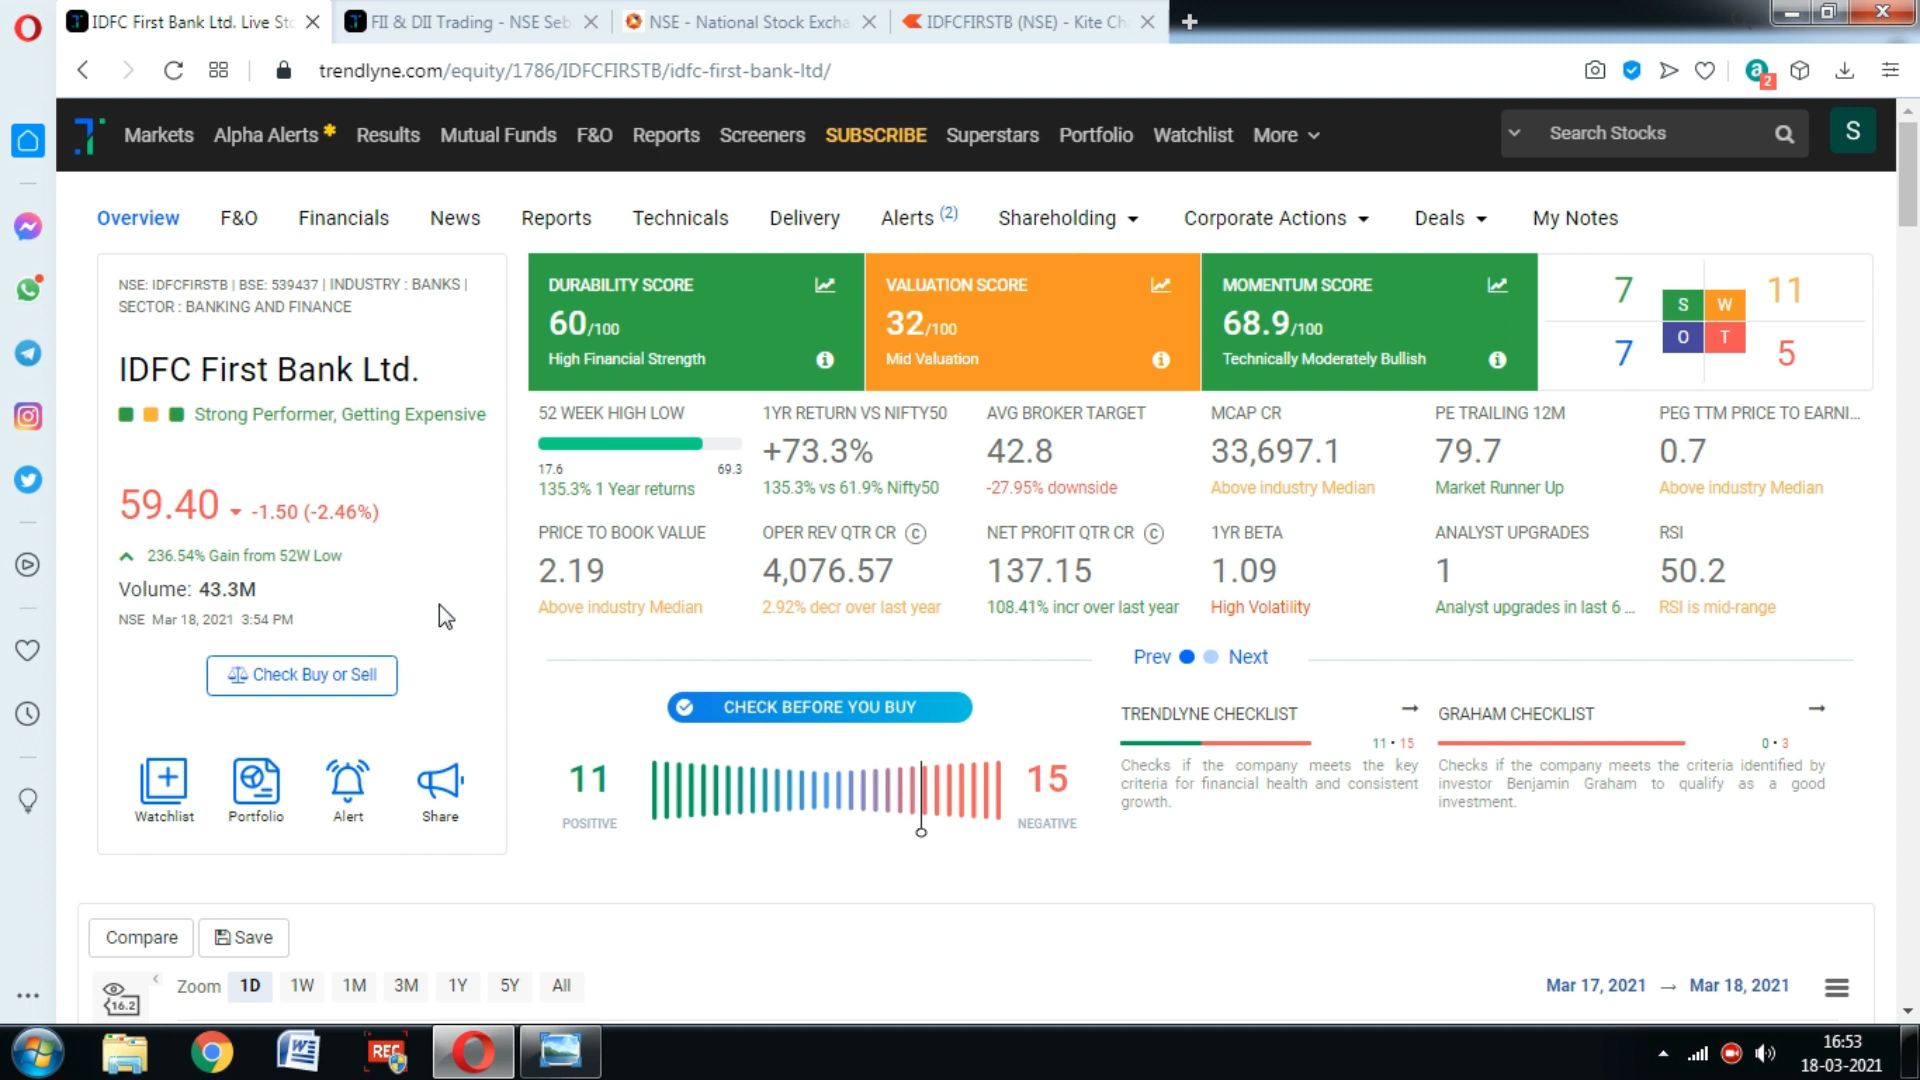 IDFC First Bank Ltd. Live Sto
FII & DII Trading - NSE Seb
NSE - National Stock Excha
IDFCFIRSTB (NSE) - Kite Ch
trendlyne.com/equity/1786/IDFCFIRSTB/idfc-first-bank-ltd/
2
Markets Alpha Alerts Results Mutual Funds F&O Reports Screeners SUBSCRIBE Superstars Portfolio Watchlist More
Search Stocks
S
Overview F&O Financials News Reports Technicals Delivery Alerts (2) Shareholding Corporate Actions Deals My Notes
NSE: IDFCFIRSTB | BSE: 539437 | INDUSTRY : BANKS |
SECTOR : BANKING AND FINANCE
IDFC First Bank Ltd.
Strong Performer, Getting Expensive
59.40 -1.50 (-2.46%)
236.54% Gain from 52W Low
Volume: 43.3M
NSE Mar 18, 2021 3:54 PM
Check Buy or Sell
Watchlist Portfolio Alert Share
DURABILITY SCORE
60/100
High Financial Strength
VALUATION SCORE
32/100
Mid Valuation
MOMENTUM SCORE
68.9/100
Technically Moderately Bullish
7 S W 11
7 O T 5
52 WEEK HIGH LOW
17.6 69.3
135.3% 1 Year returns
1YR RETURN VS NIFTY50
+73.3%
135.3% vs 61.9% Nifty50
AVG BROKER TARGET
42.8
-27.95% downside
MCAP CR
33,697.1
Above industry Median
PE TRAILING 12M
79.7
Market Runner Up
PEG TTM PRICE TO EARNI...
0.7
Above industry Median
PRICE TO BOOK VALUE
2.19
Above industry Median
OPER REV QTR CR C
4,076.57
2.92% decr over last year
NET PROFIT QTR CR C
137.15
108.41% incr over last year
1YR BETA
1.09
High Volatility
ANALYST UPGRADES
1
Analyst upgrades in last 6 ...
RSI
50.2
RSI is mid-range
Prev Next
CHECK BEFORE YOU BUY
11
POSITIVE
15
NEGATIVE
TRENDLYNE CHECKLIST
11 • 15
Checks if the company meets the key
criteria for financial health and consistent
growth.
GRAHAM CHECKLIST
0 • 3
Checks if the company meets the criteria identified by
investor Benjamin Graham to qualify as a good
investment.
Compare Save
16.2
Zoom 1D 1W 1M 3M 1Y 5Y All
Mar 17, 2021 → Mar 18, 2021
REC
16:53
18-03-2021